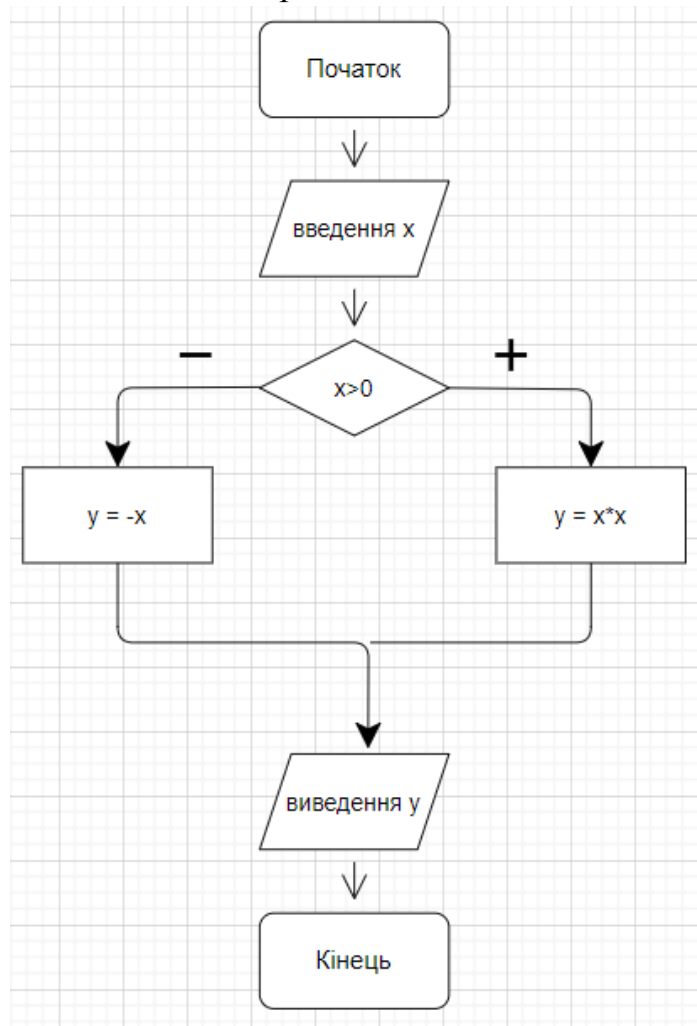 Початок
введення x
x>0
−
+
y = -x
y = x*x
виведення y
Кінець